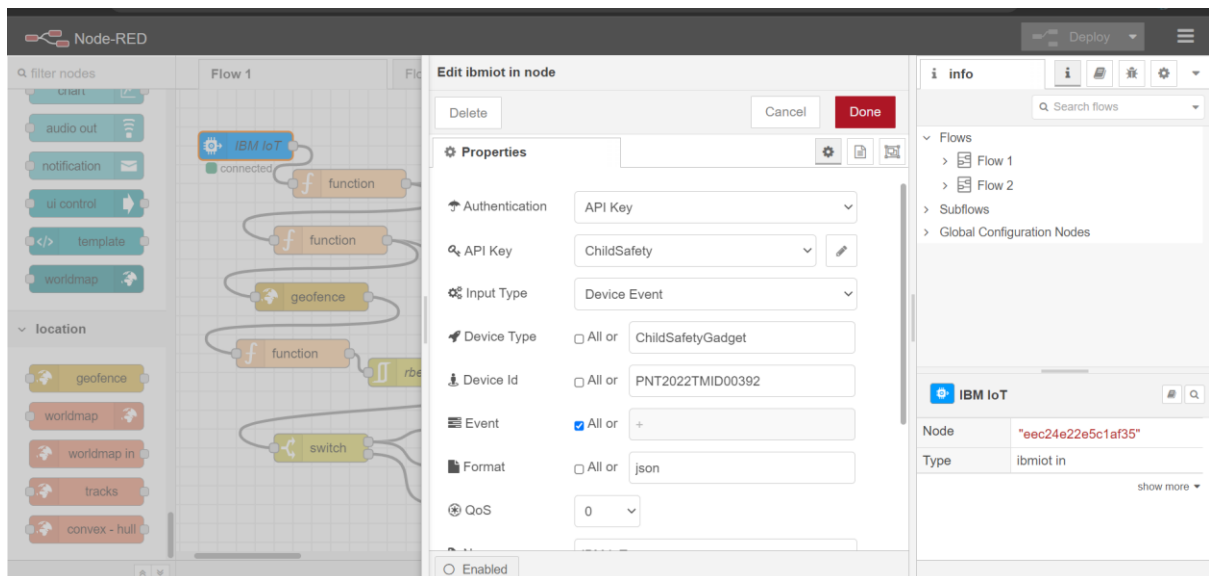 Node-RED
Deploy
filter nodes
chart
audio out
notification
ui control
template
worldmap
location
geofence
worldmap
worldmap in
tracks
convex - hull
Flow 1
IBM IoT
connected
function
function
geofence
function
rbe
switch
Edit ibmiot in node
Delete
Cancel
Done
Properties
Authentication API Key
API Key ChildSafety
Input Type Device Event
Device Type All or ChildSafetyGadget
Device Id All or PNT2022TMID00392
Event All or +
Format All or json
QoS 0
Enabled
i info
Search flows
Flows
Flow 1
Flow 2
Subflows
Global Configuration Nodes
IBM IoT
Node "eec24e22e5c1af35"
Type ibmiot in
show more